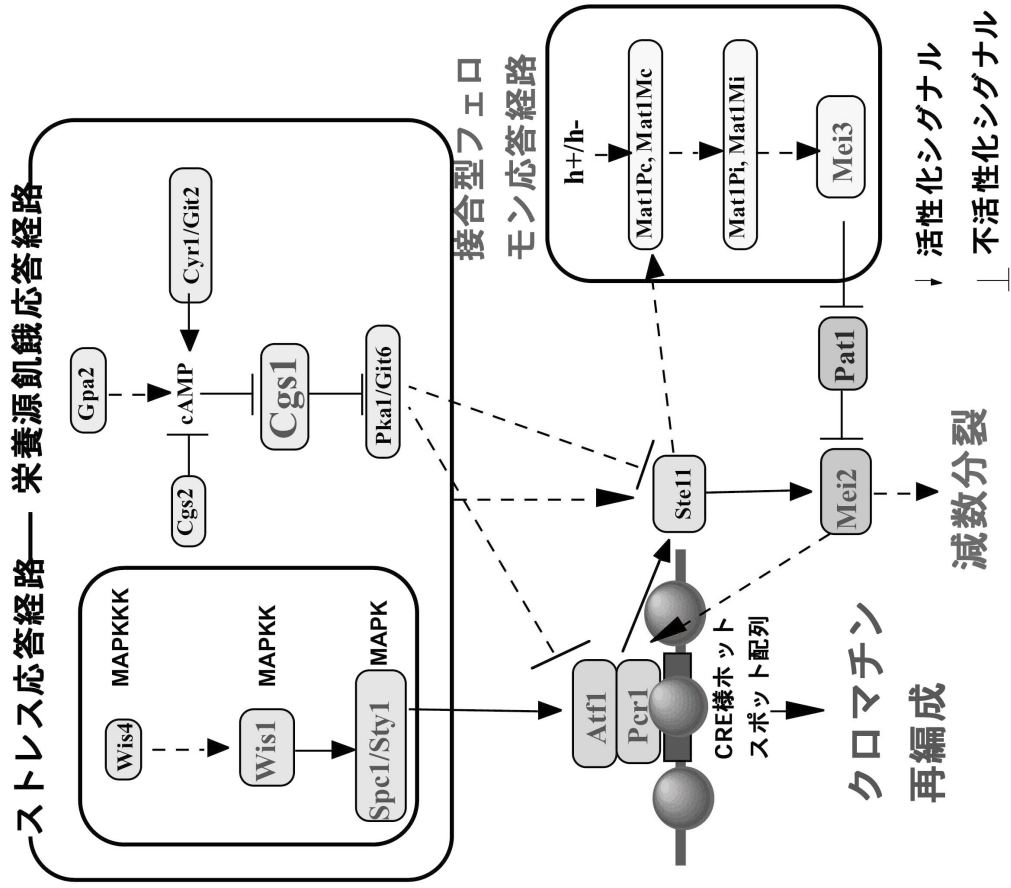 ストレス応答経路
栄養源飢餓応答経路
Wis4
MAPKKK
Wis1
MAPKK
Spc1/Sty1
MAPK
Gpa2
Cgs2
cAMP
Cyr1/Git2
Cgs1
Pka1/Git6
接合型フェロ
モン応答経路
h+/h-
Mat1Pc, Mat1Mc
Mat1Pi, Mat1Mi
Mei3
Atf1
Pcr1
Ste11
Mei2
Pat1
CRE様ホット
スポット配列
クロマチン
再編成
減数分裂
活性化シグナル
不活性化シグナル